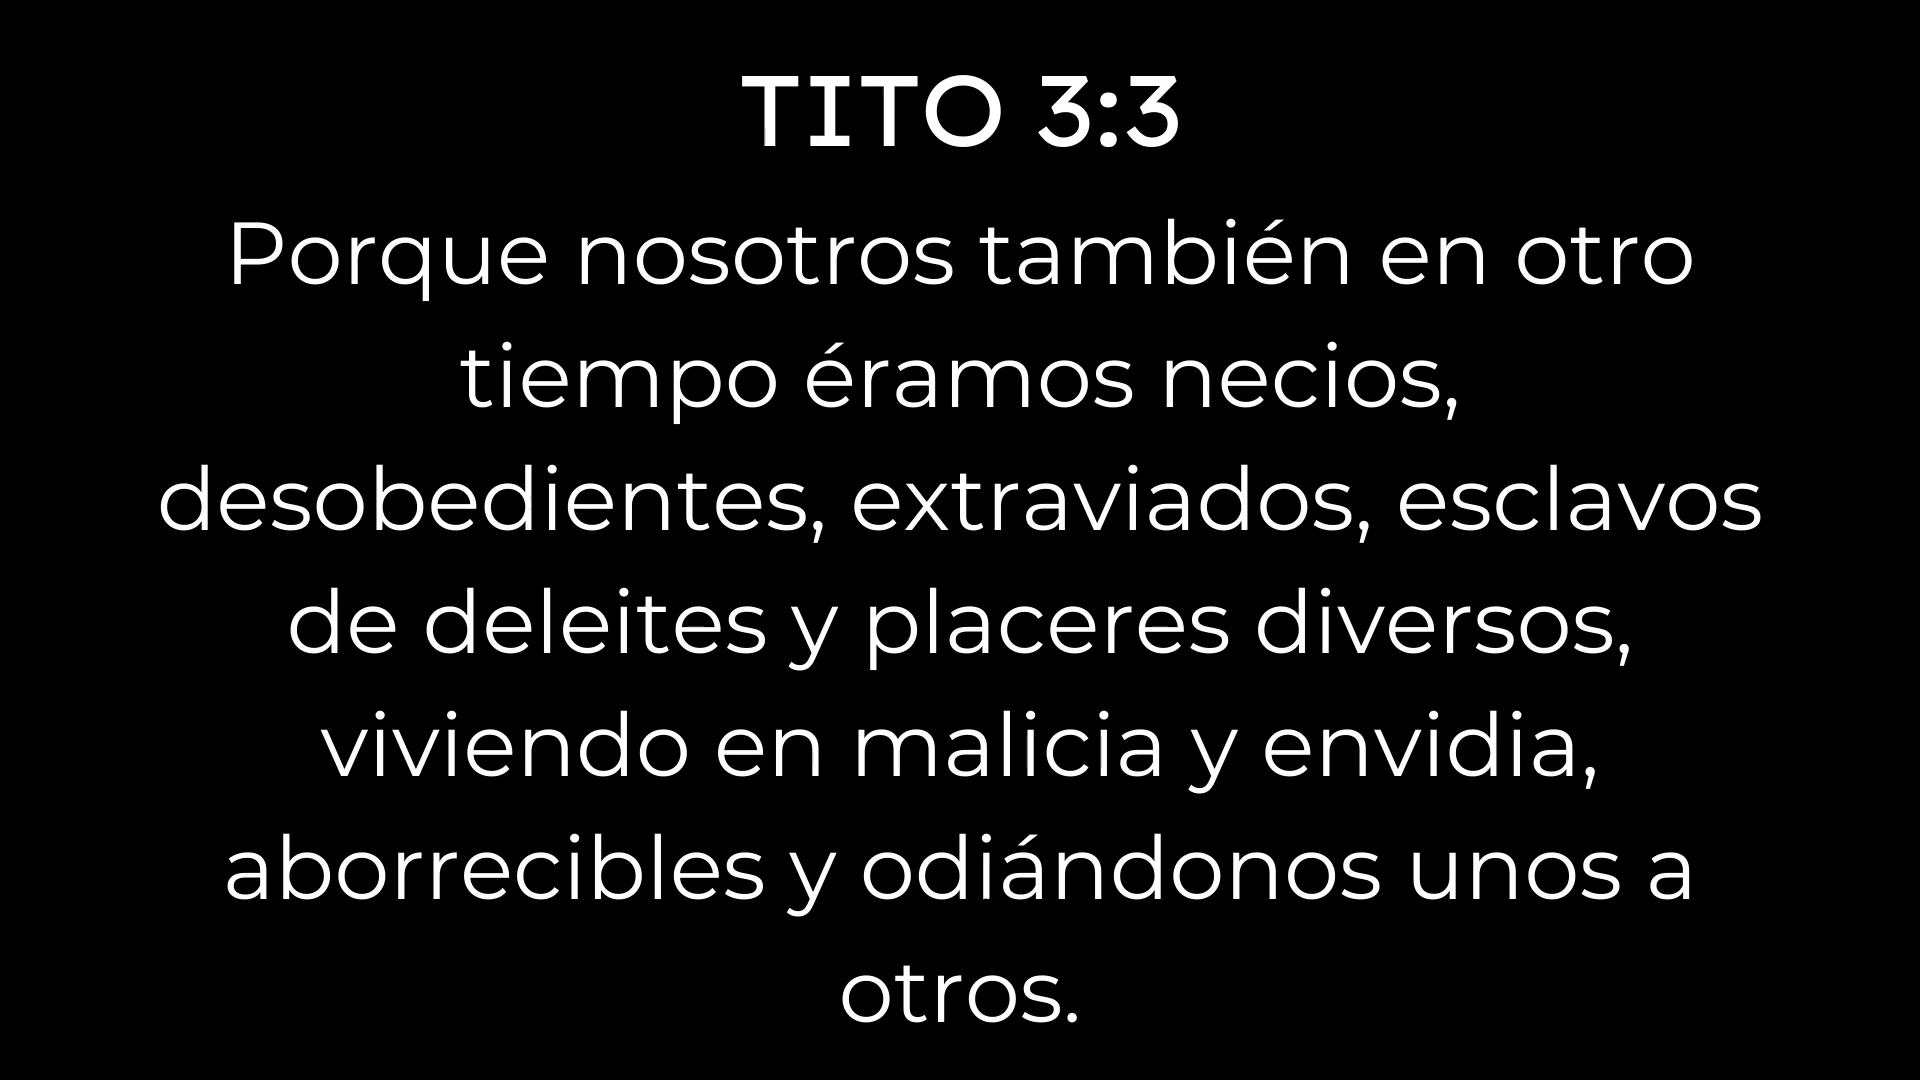 TITO 3:3
Porque nosotros también en otro
tiempo éramos necios,
desobedientes, extraviados, esclavos
de deleites y placeres diversos,
viviendo en malicia y envidia,
aborrecibles y odiándonos unos a
otros.